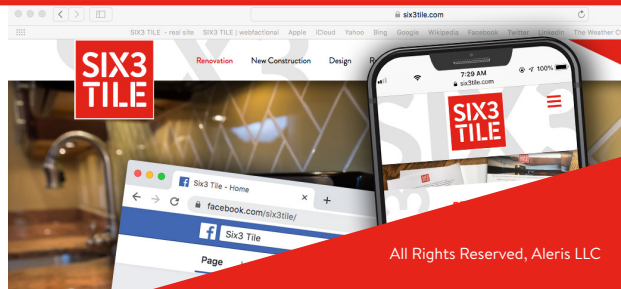 six3tile.com
SIX3 TILE - real site SIX3 TILE | webfactional Apple iCloud Yahoo Bing Google Wikipedia Facebook Twitter LinkedIn The Weather C
SIX3
TILE
Renovation New Construction Design R
7:29 AM
100%
six3tile.com
SIX3
TILE
Six3 Tile - Home
facebook.com/six3tile/
Six3 Tile
Page
All Rights Reserved, Aleris LLC